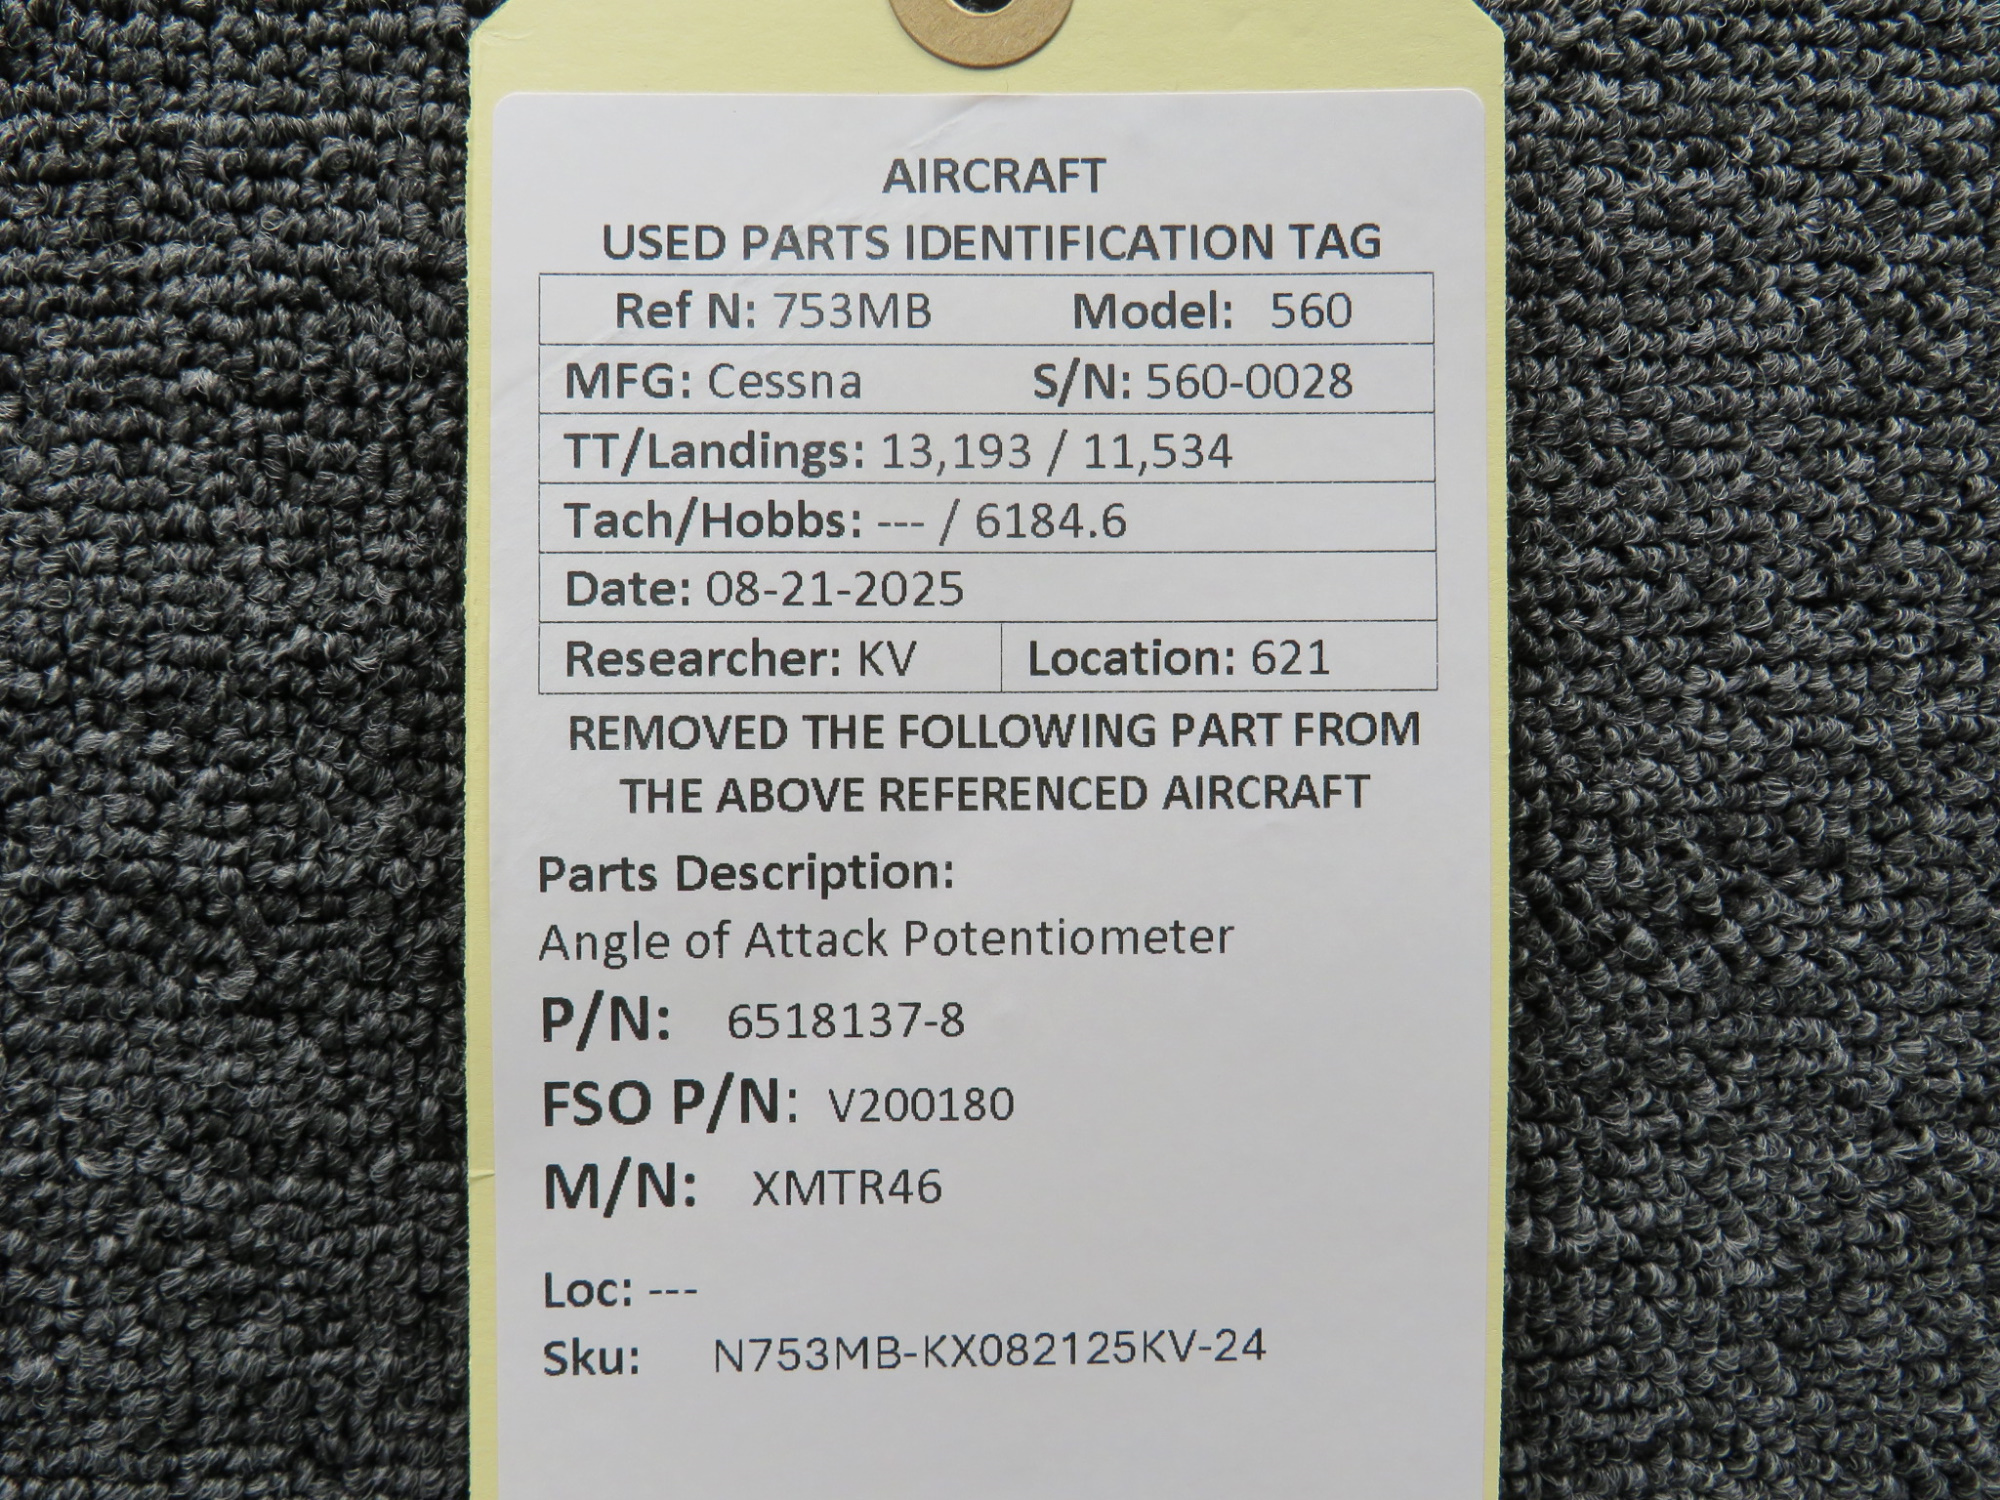 AIRCRAFT
USED PARTS IDENTIFICATION TAG
Ref N: 753MB Model: 560
MFG: Cessna S/N: 560-0028
TT/Landings: 13,193 / 11,534
Tach/Hobbs: --- / 6184.6
Date: 08-21-2025
Researcher: KV Location: 621
REMOVED THE FOLLOWING PART FROM
THE ABOVE REFERENCED AIRCRAFT
Parts Description:
Angle of Attack Potentiometer
P/N: 6518137-8
FSO P/N: V200180
M/N: XMTR46
Loc: ---
Sku: N753MB-KX082125KV-24